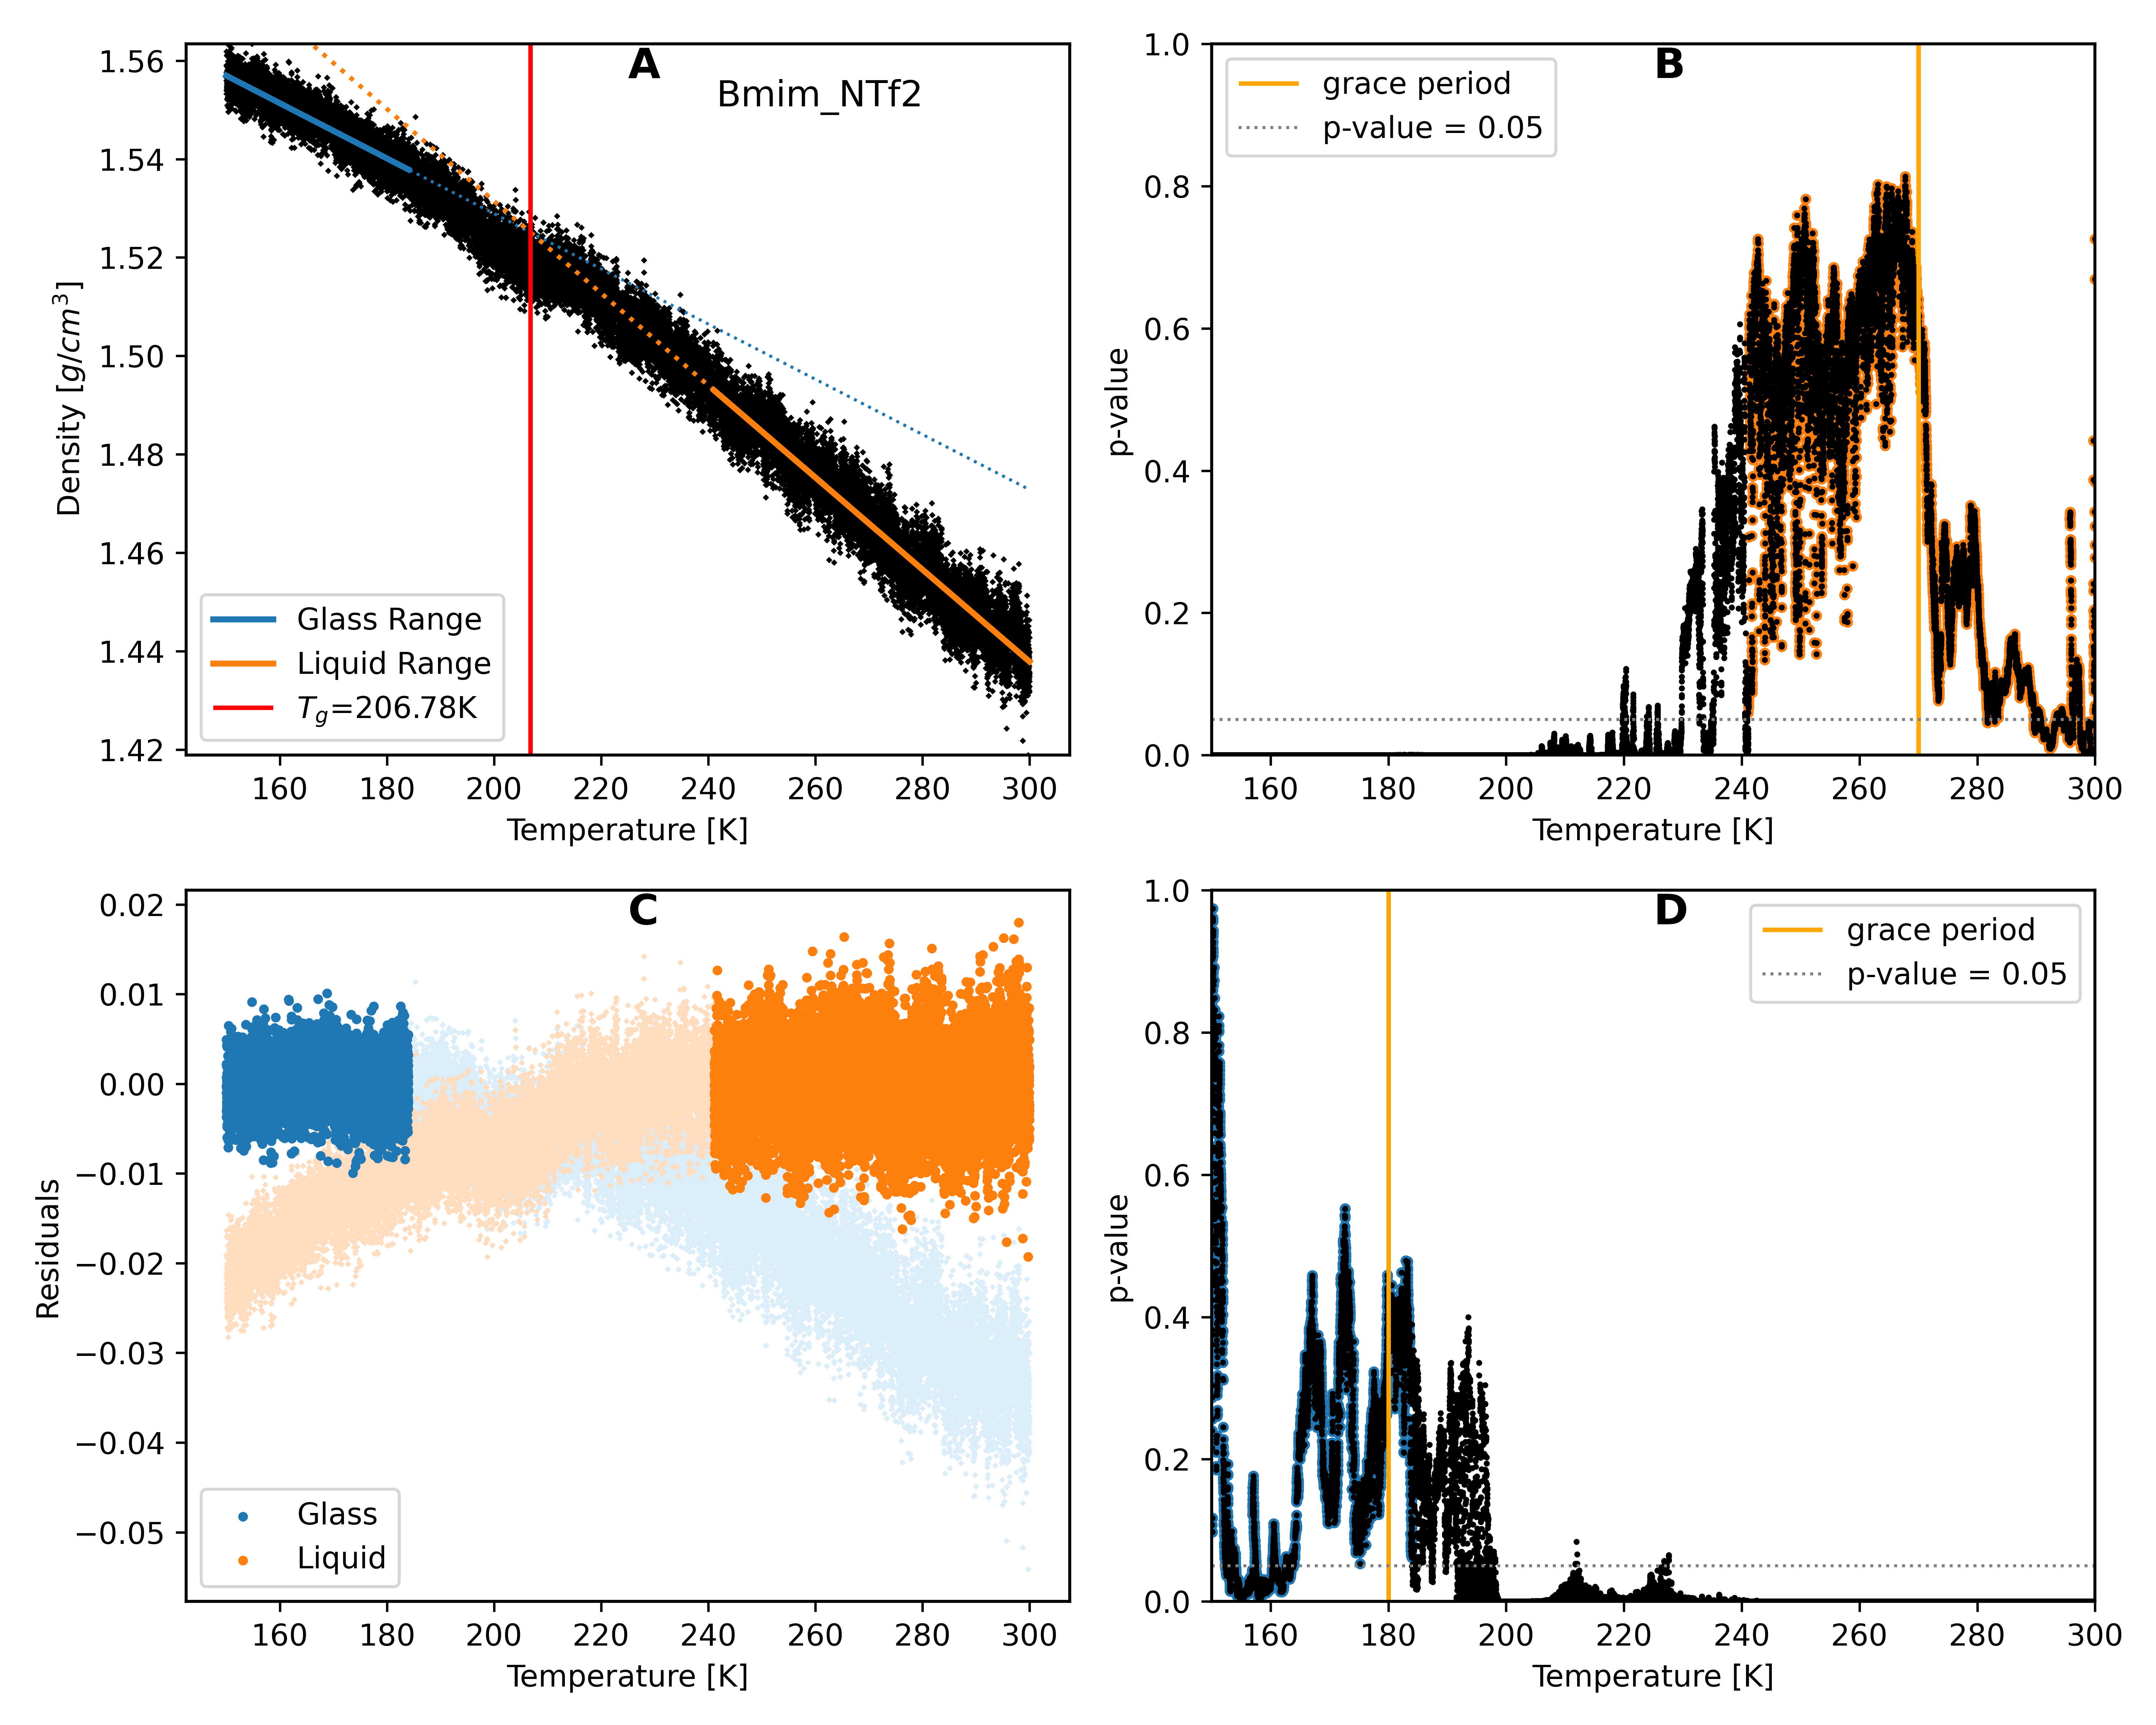 A
Bmim_NTf2
1.56
1.54
1.52
1.50
1.48
1.46
1.44
1.42
Density [g/cm³]
Glass Range
Liquid Range
T_g=206.78K
160 180 200 220 240 260 280 300
Temperature [K]
B
grace period
p-value = 0.05
1.0
0.8
0.6
0.4
0.2
0.0
p-value
160 180 200 220 240 260 280 300
Temperature [K]
C
0.02
0.01
0.00
−0.01
−0.02
−0.03
−0.04
−0.05
Residuals
Glass
Liquid
160 180 200 220 240 260 280 300
Temperature [K]
D
grace period
p-value = 0.05
1.0
0.8
0.6
0.4
0.2
0.0
p-value
160 180 200 220 240 260 280 300
Temperature [K]